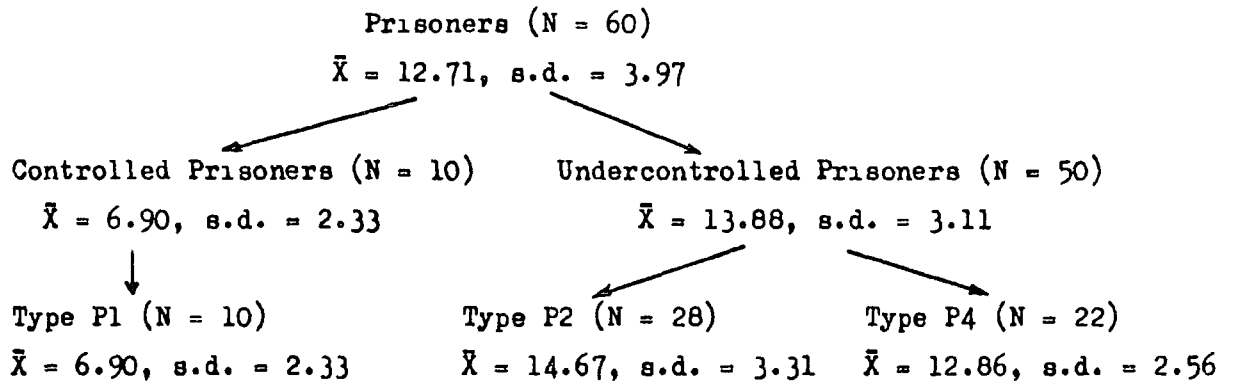 Prisoners (N = 60)
X̄ = 12.71, s.d. = 3.97
Controlled Prisoners (N = 10) Undercontrolled Prisoners (N = 50)
X̄ = 6.90, s.d. = 2.33 X̄ = 13.88, s.d. = 3.11
Type P1 (N = 10) Type P2 (N = 28) Type P4 (N = 22)
X̄ = 6.90, s.d. = 2.33 X̄ = 14.67, s.d. = 3.31 X̄ = 12.86, s.d. = 2.56